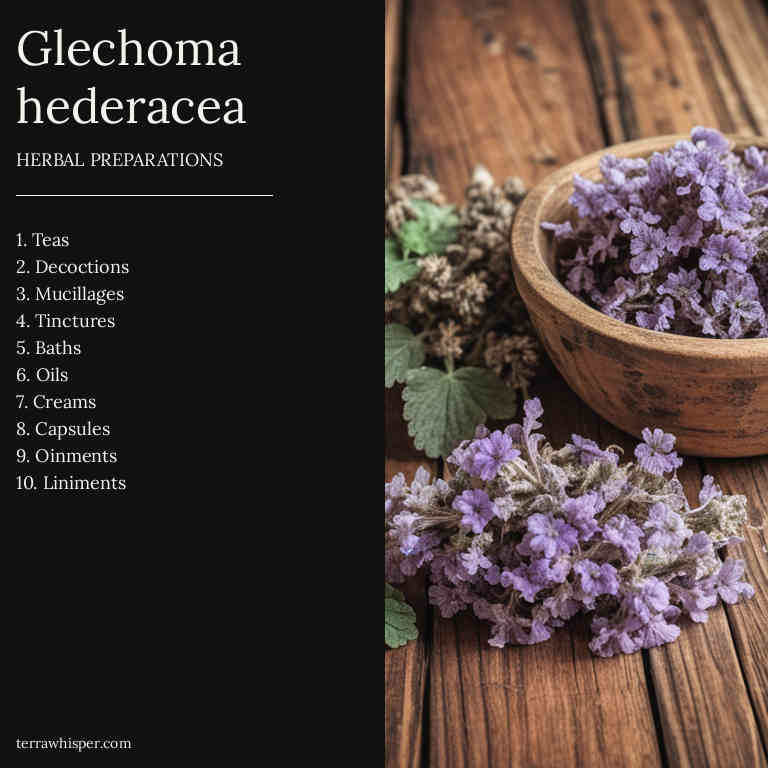 Glechoma
hederacea
HERBAL PREPARATIONS
1. Teas
2. Decoctions
3. Mucillages
4. Tinctures
5. Baths
6. Oils
7. Creams
8. Capsules
9. Oinments
10. Liniments
terrawhisper.com